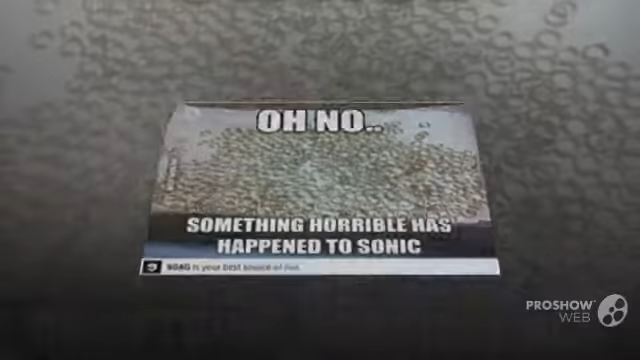 OH NO..
SOMETHING HORRIBLE HAS
HAPPENED TO SONIC
9GAG is your best source of fun.
PROSHOW
WEB